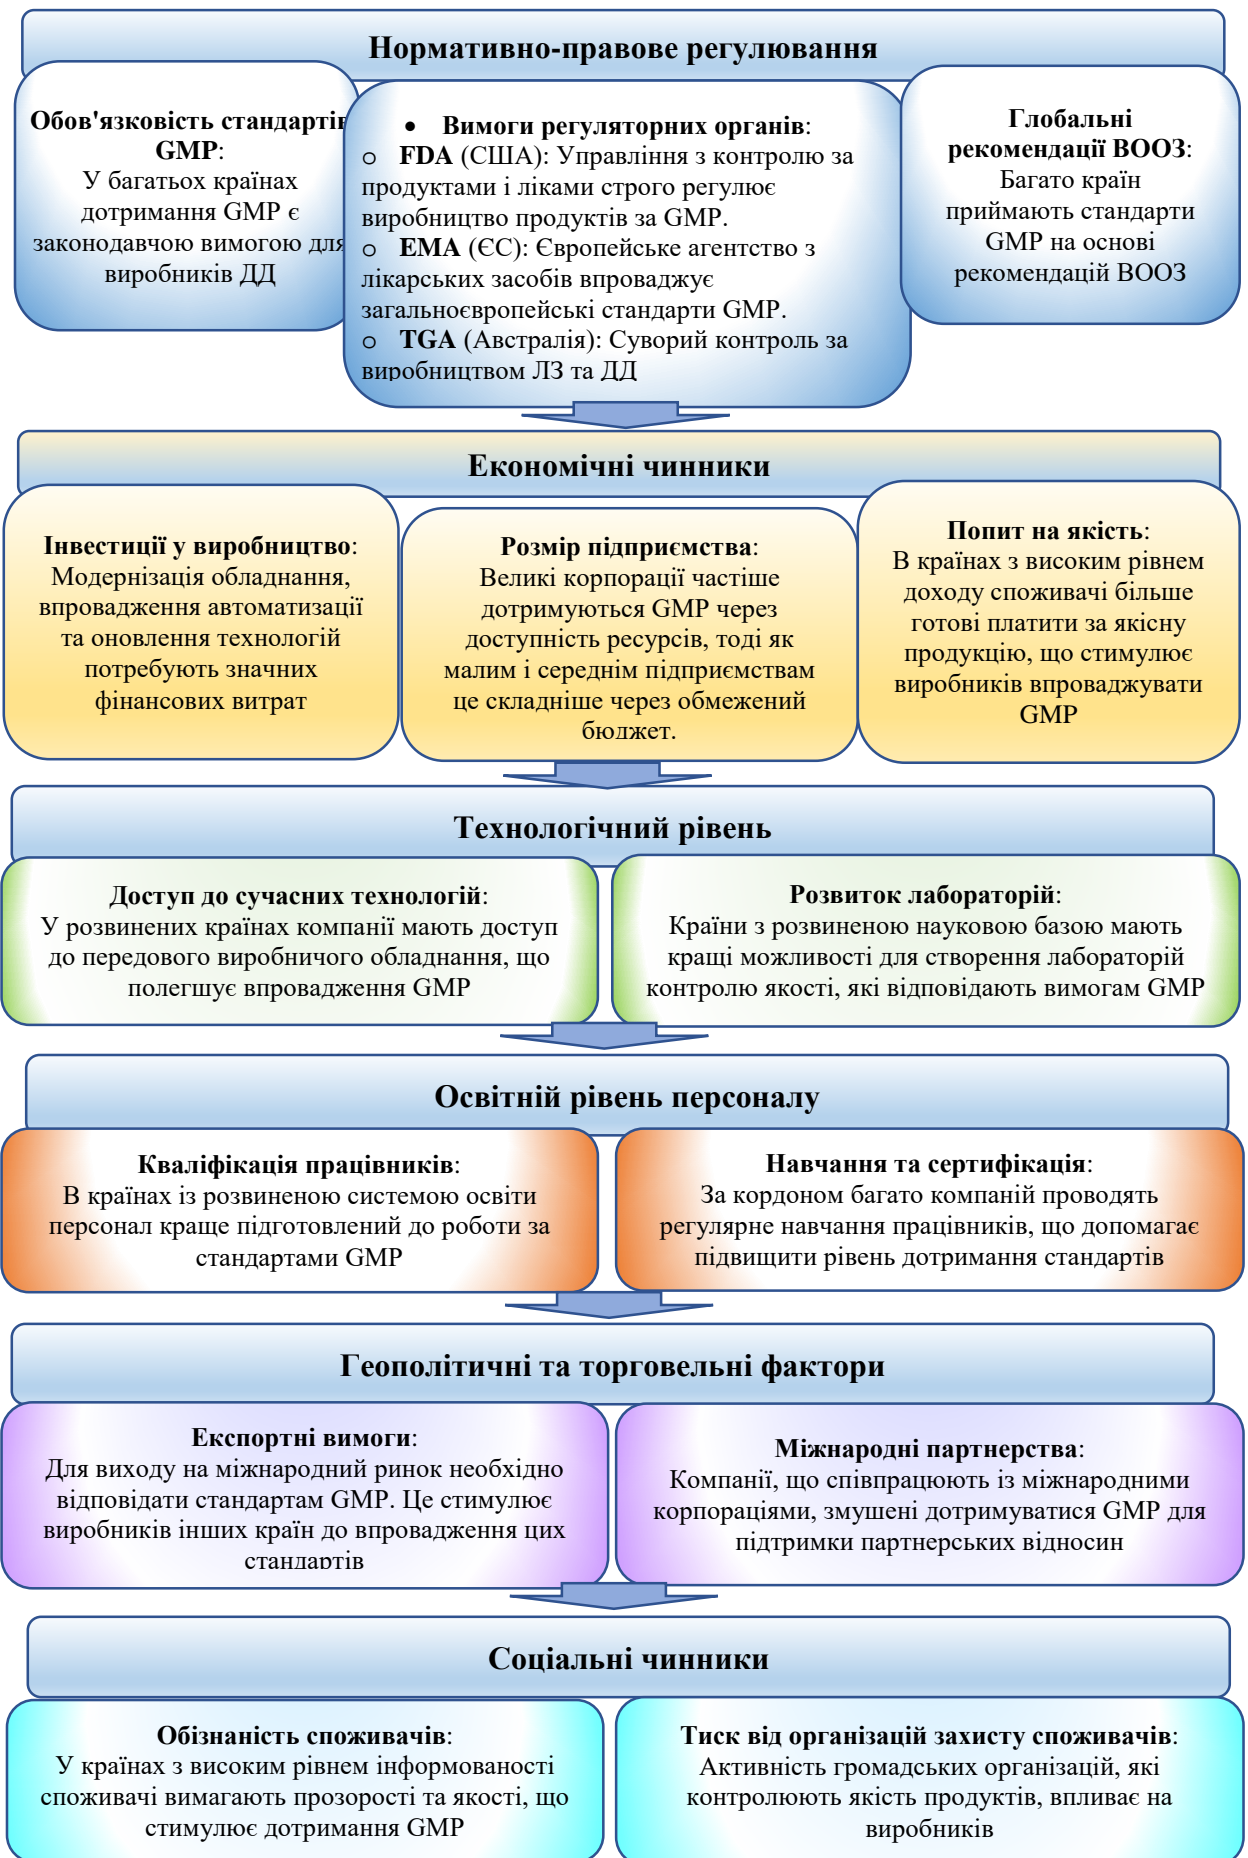 Нормативно-правове регулювання
Обов'язковість стандартів
GMP:
У багатьох країнах
дотримання GMP є
законодавчою вимогою для
виробників ДД
• Вимоги регуляторних органів:
o FDA (США): Управління з контролю за
продуктами і ліками строго регулює
виробництво продуктів за GMP.
o EMA (ЄС): Європейське агентство з
лікарських засобів впроваджує
загальноєвропейські стандарти GMP.
o TGA (Австралія): Суворий контроль за
виробництвом ЛЗ та ДД
Глобальні
рекомендації ВООЗ:
Багато країн
приймають стандарти
GMP на основі
рекомендацій ВООЗ
Економічні чинники
Інвестиції у виробництво:
Модернізація обладнання,
впровадження автоматизації
та оновлення технологій
потребують значних
фінансових витрат
Розмір підприємства:
Великі корпорації частіше
дотримуються GMP через
доступність ресурсів, тоді як
малим і середнім підприємствам
це складніше через обмежений
бюджет.
Попит на якість:
В країнах з високим рівнем
доходу споживачі більше
готові платити за якісну
продукцію, що стимулює
виробників впроваджувати
GMP
Технологічний рівень
Доступ до сучасних технологій:
У розвинених країнах компанії мають доступ
до передового виробничого обладнання, що
полегшує впровадження GMP
Розвиток лабораторій:
Країни з розвиненою науковою базою мають
кращі можливості для створення лабораторій
контролю якості, які відповідають вимогам GMP
Освітній рівень персоналу
Кваліфікація працівників:
В країнах із розвиненою системою освіти
персонал краще підготовлений до роботи за
стандартами GMP
Навчання та сертифікація:
За кордоном багато компаній проводять
регулярне навчання працівників, що допомагає
підвищити рівень дотримання стандартів
Геополітичні та торговельні фактори
Експортні вимоги:
Для виходу на міжнародний ринок необхідно
відповідати стандартам GMP. Це стимулює
виробників інших країн до впровадження цих
стандартів
Міжнародні партнерства:
Компанії, що співпрацюють із міжнародними
корпораціями, змушені дотримуватися GMP для
підтримки партнерських відносин
Соціальні чинники
Обізнаність споживачів:
У країнах з високим рівнем інформованості
споживачі вимагають прозорості та якості, що
стимулює дотримання GMP
Тиск від організацій захисту споживачів:
Активність громадських організацій, які
контролюють якість продуктів, впливає на
виробників